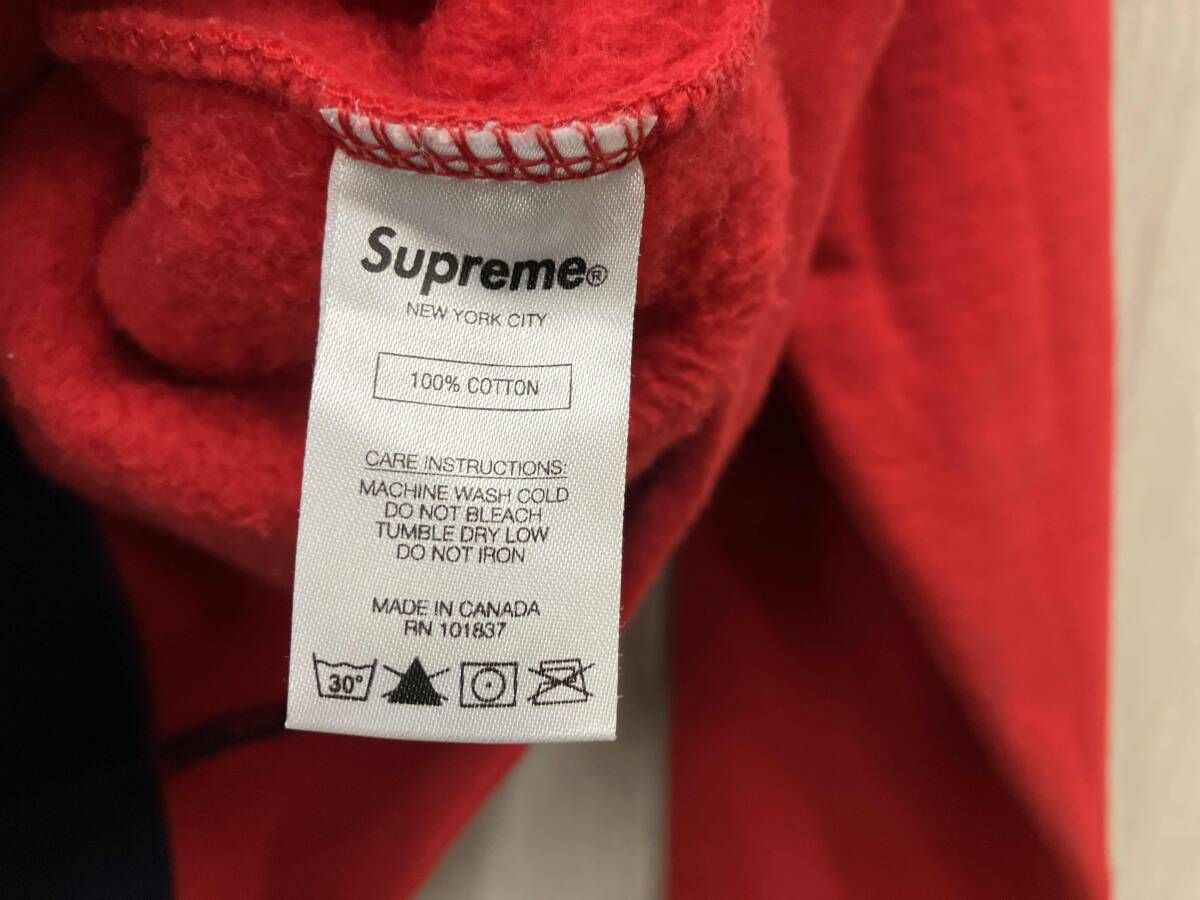 Supreme®
NEW YORK CITY
100% COTTON
CARE INSTRUCTIONS:
MACHINE WASH COLD
DO NOT BLEACH
TUMBLE DRY LOW
DO NOT IRON
MADE IN CANADA
RN 101837
30°